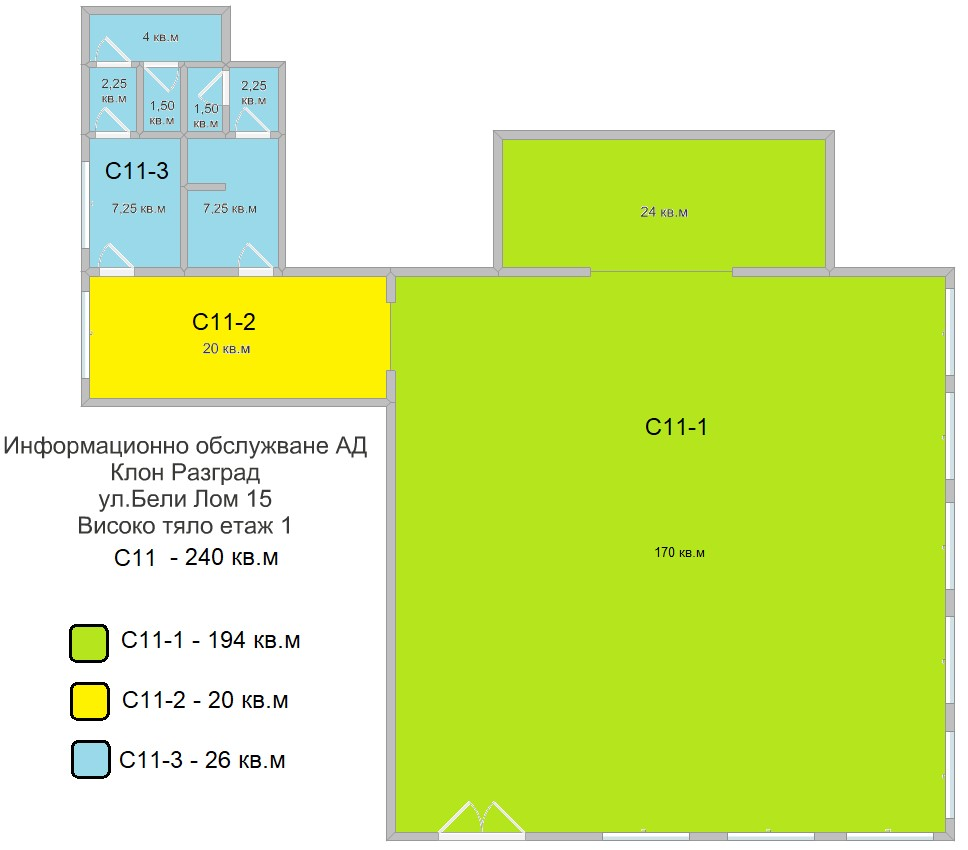 4 кв.м
2,25
кв.м
1,50
кв.м
1,50
кв.м
2,25
кв.м
С11-3
7,25 кв.м
7,25 кв.м
24 кв.м
С11-2
20 кв.м
С11-1
170 кв.м
Информационно обслужване АД
Клон Разград
ул.Бели Лом 15
Високо тяло етаж 1
С11 - 240 кв.м
С11-1 - 194 кв.м
С11-2 - 20 кв.м
С11-3 - 26 кв.м